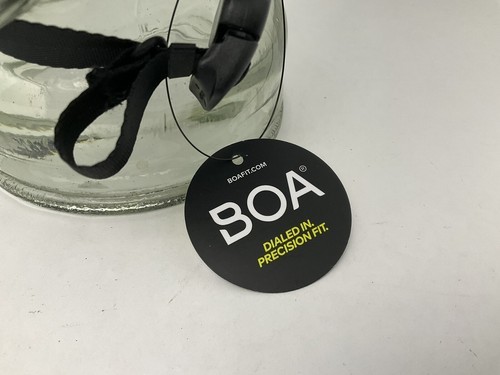 BOAFIT.COM
BOA®
DIALED IN.
PRECISION FIT.